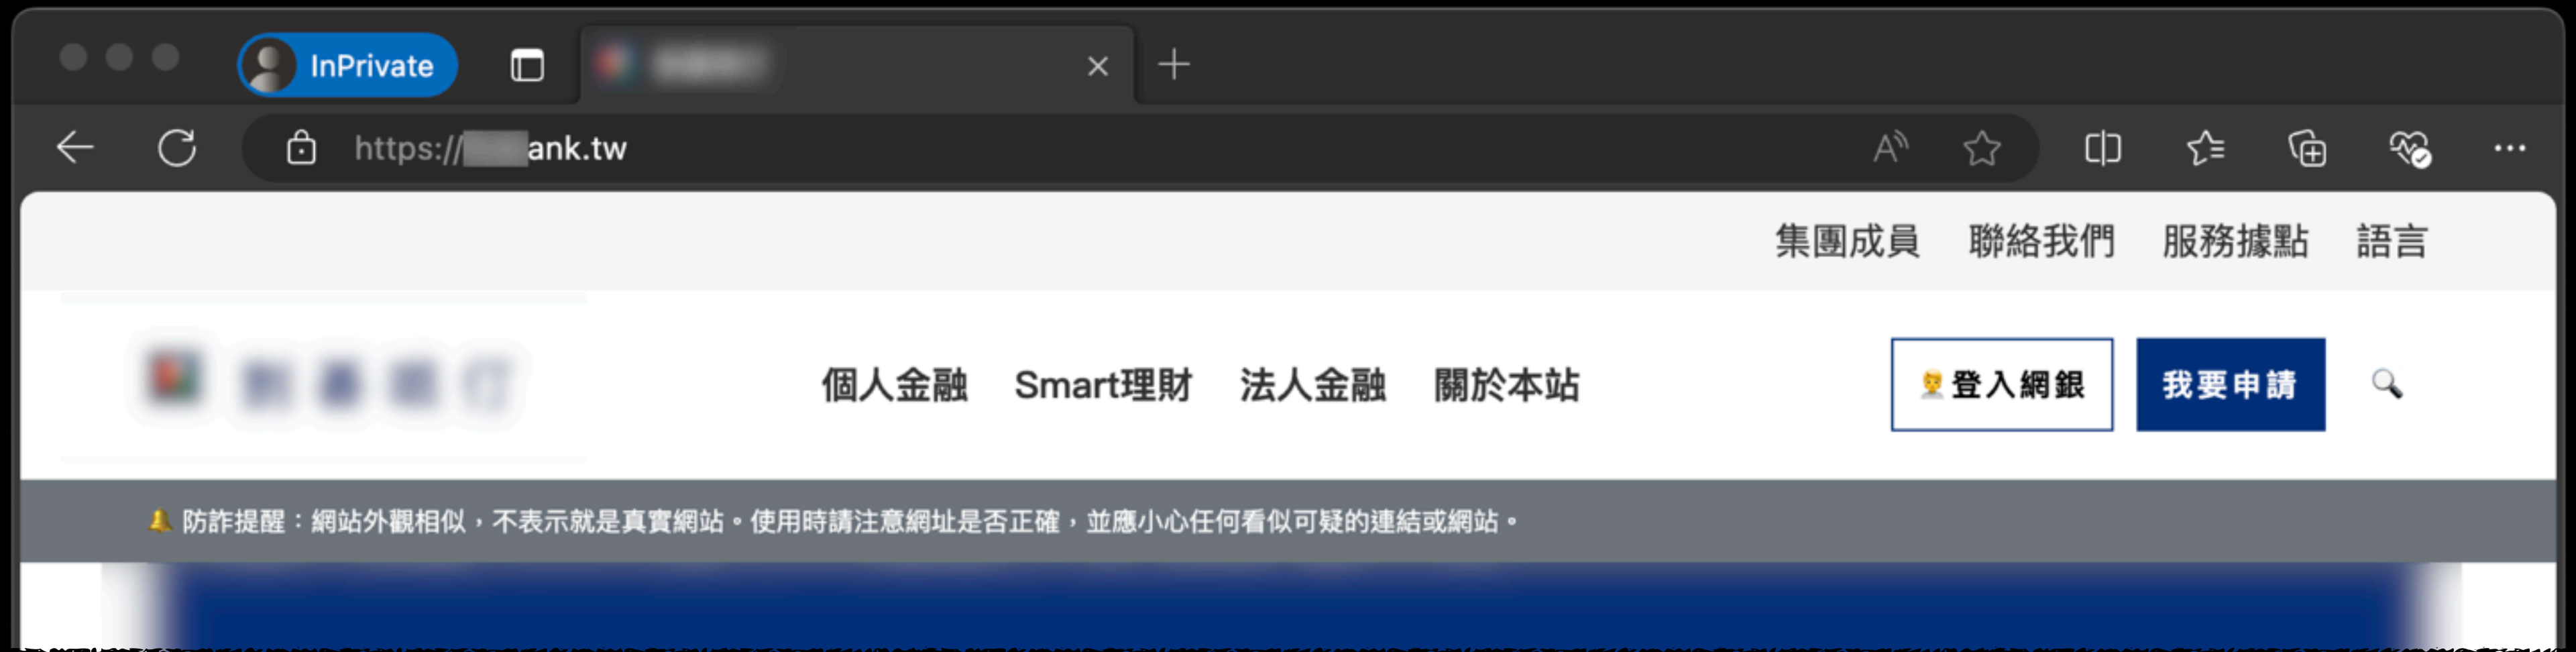 InPrivate
https://ank.tw
集團成員 聯絡我們 服務據點 語言
個人金融 Smart理財 法人金融 關於本站 登入網銀 我要申請
防詐提醒：網站外觀相似，不表示就是真實網站。使用時請注意網址是否正確，並應小心任何看似可疑的連結或網站。